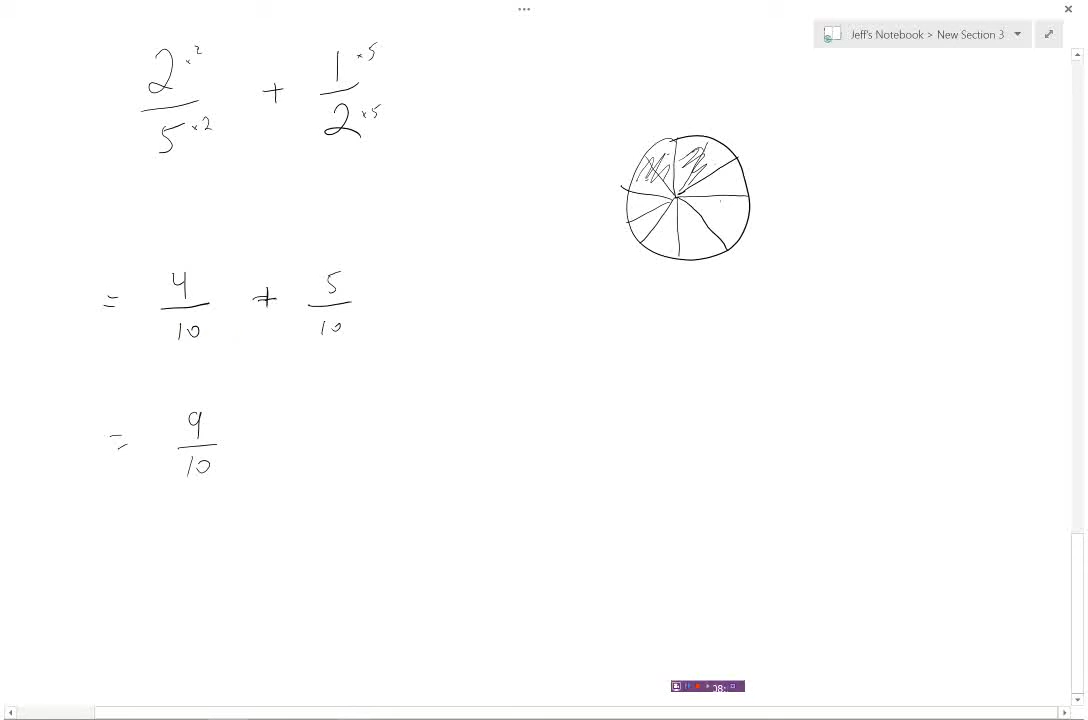 Jeff's Notebook > New Section 3
2 ×2 / 5 ×2 + 1 ×5 / 2 ×5
= 4/10 + 5/10
= 9/10